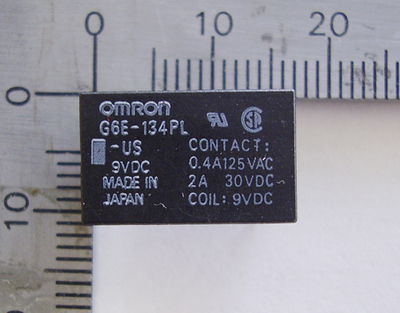 0 10 20
0
10
omron
G6E-134PL
-US
9VDC
MADE IN
JAPAN
CONTACT:
0.4A125VAC
2A 30VDC
COIL: 9VDC